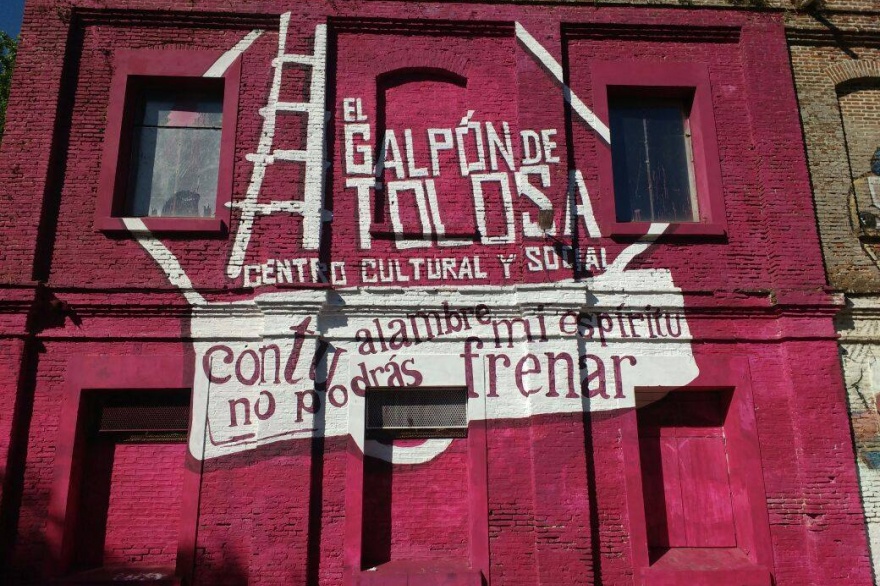 EL
GALPÓN DE
TOLOSA
CENTRO CULTURAL Y SOCIAL
con tu alambre mi espíritu
no podrás frenar